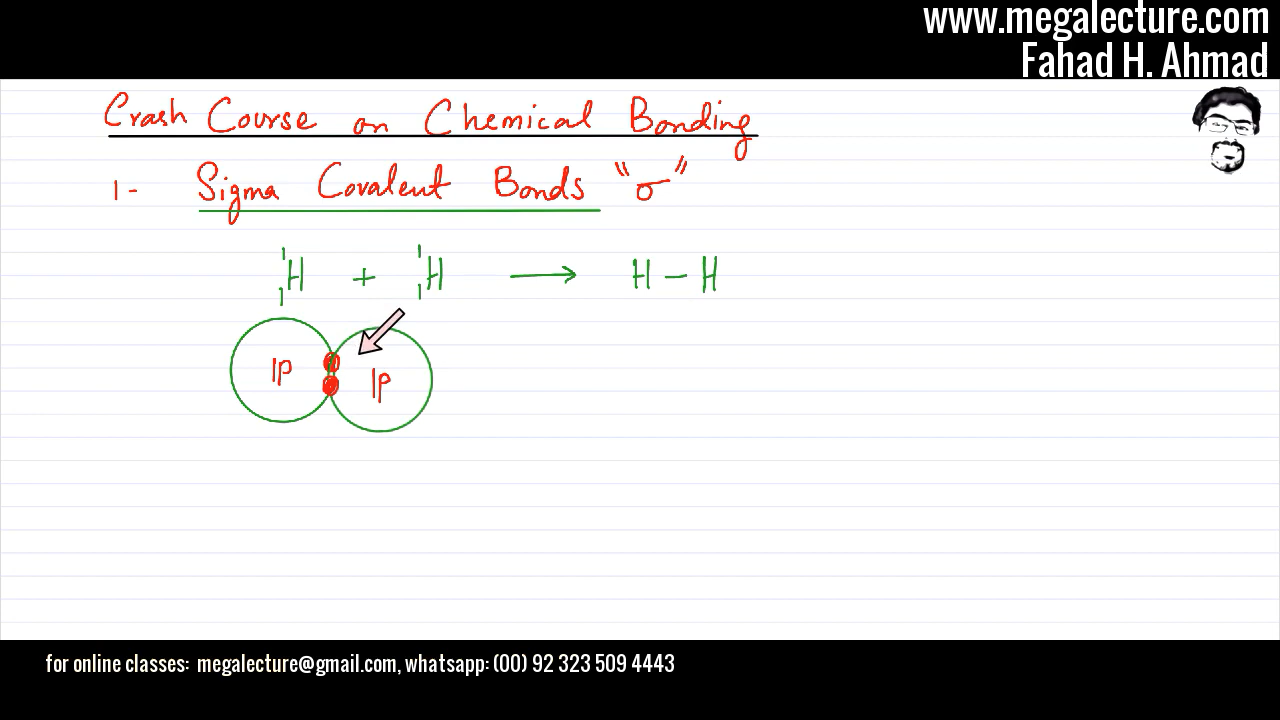 www.megalecture.com
Fahad H. Ahmad
Crash Course on Chemical Bonding
1- Sigma Covalent Bonds "σ"
¹₁H + ¹₁H ⟶ H – H
1P 1P
for online classes: megalecture@gmail.com, whatsapp: (00) 92 323 509 4443